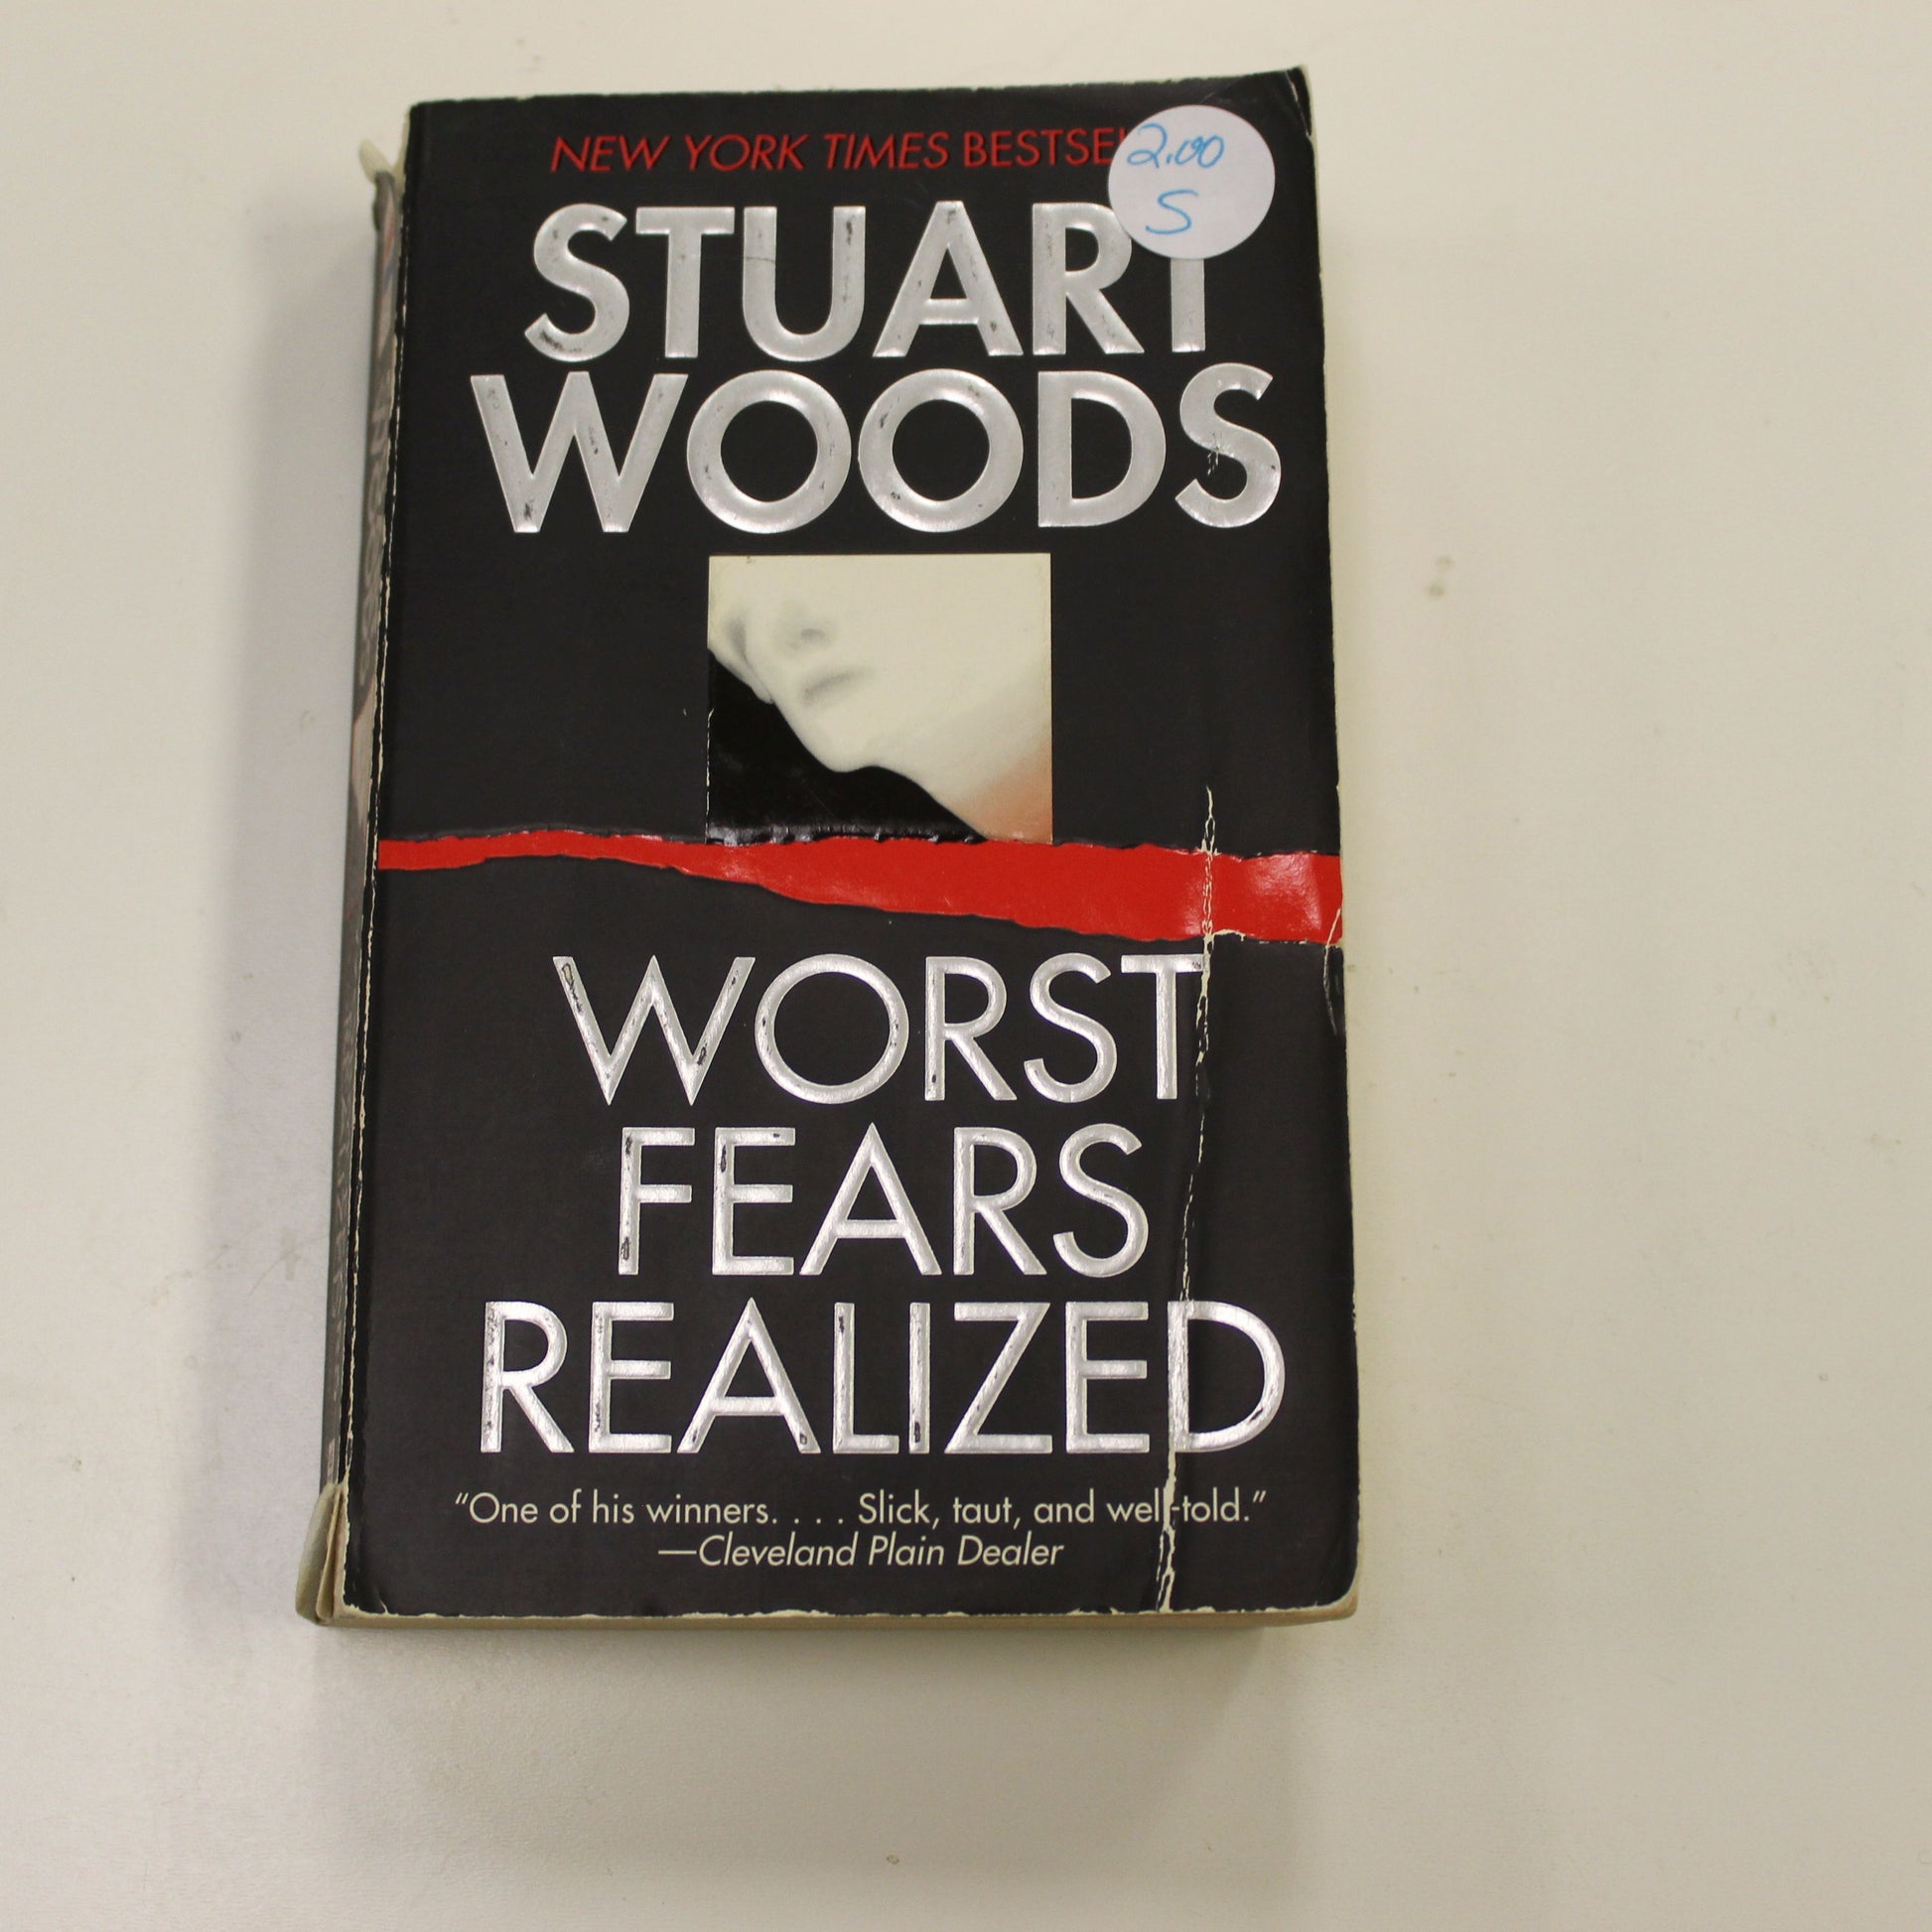 NEW YORK TIMES
2.00
S
STUART
WOODS
WORST
FEARS
REALIZED
“One of his winners. . . . Slick, taut, and well-told.”
—Cleveland Plain Dealer